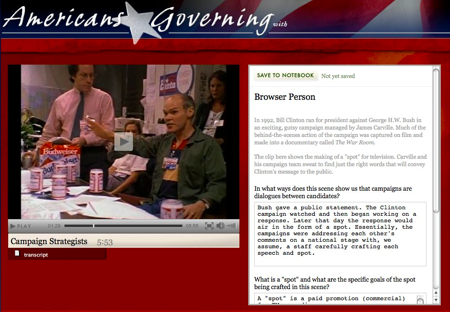 Americans Governing with
SAVE TO NOTEBOOK Not yet saved
Browser Person
In 1992, Bill Clinton ran for president against George H.W. Bush in
an exciting, gutsy campaign managed by James Carville. Much of the
behind-the-scenes action of the campaign was captured on film and
made into a documentary called The War Room.
The clip here shows the making of a "spot" for television. Carville and
his campaign team sweat to find just the right words that will convey
Clinton's message to the public.
In what ways does this scene show us that campaigns are
dialogues between candidates?
Bush gave a public statement. The Clinton
campaign watched and then began working on a
response. Later that day the response would
air in the form of a spot. Essentially, the
campaigns were addressing each other's
comments on a national stage with, we
assume, a staff carefully crafting each
speech and spot.
What is a "spot" and what are the specific goals of the spot
being crafted in this scene?
A "spot" is a paid promotion (commercial)
Budweiser
PLAY
Campaign Strategists 5:53
transcript